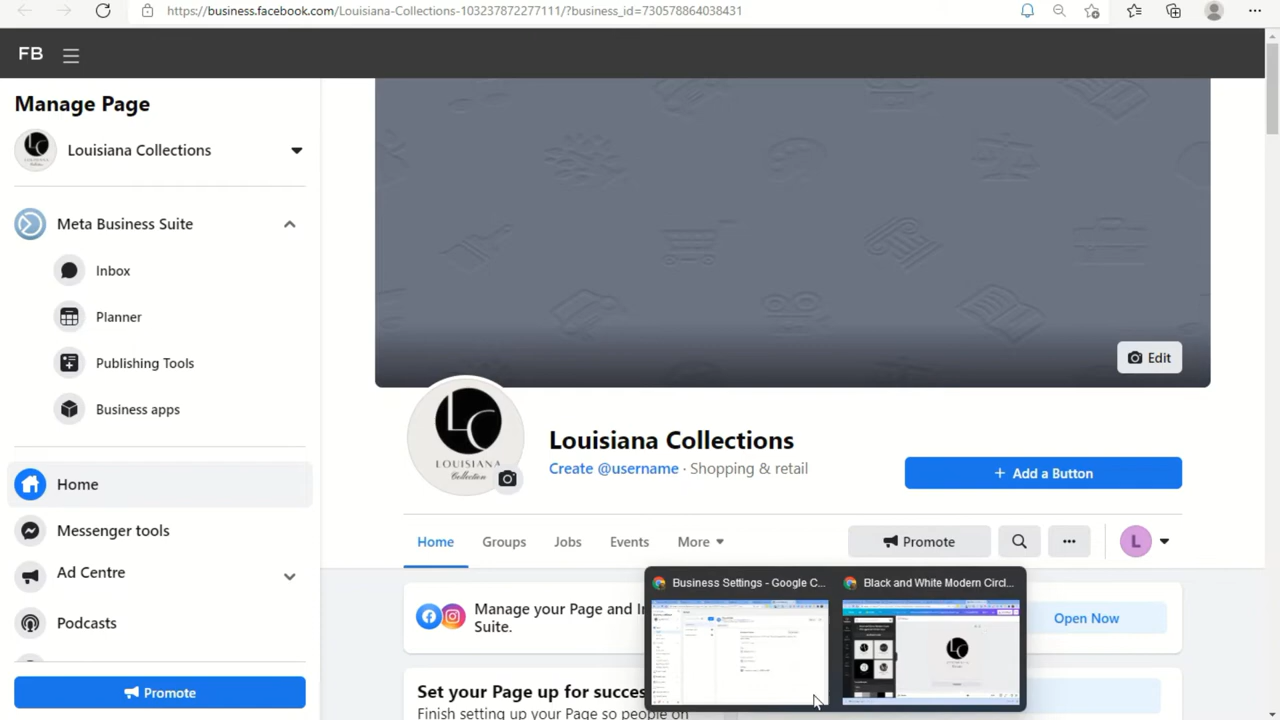 https://business.facebook.com/Louisiana-Collections-103237872277111/?business_id=730578864038431
FB
Manage Page
Louisiana Collections
Meta Business Suite
Inbox
Planner
Publishing Tools
Business apps
Home
Messenger tools
Ad Centre
Podcasts
Promote
Edit
LC
LOUISIANA
Collection
Louisiana Collections
Create @username · Shopping & retail
+ Add a Button
Home
Groups
Jobs
Events
More
Promote
L
Business Settings - Google C...
Black and White Modern Circl...
Manage your Page and In
Suite.
Open Now
Set your Page up for succes
Finish setting up your Page so people on